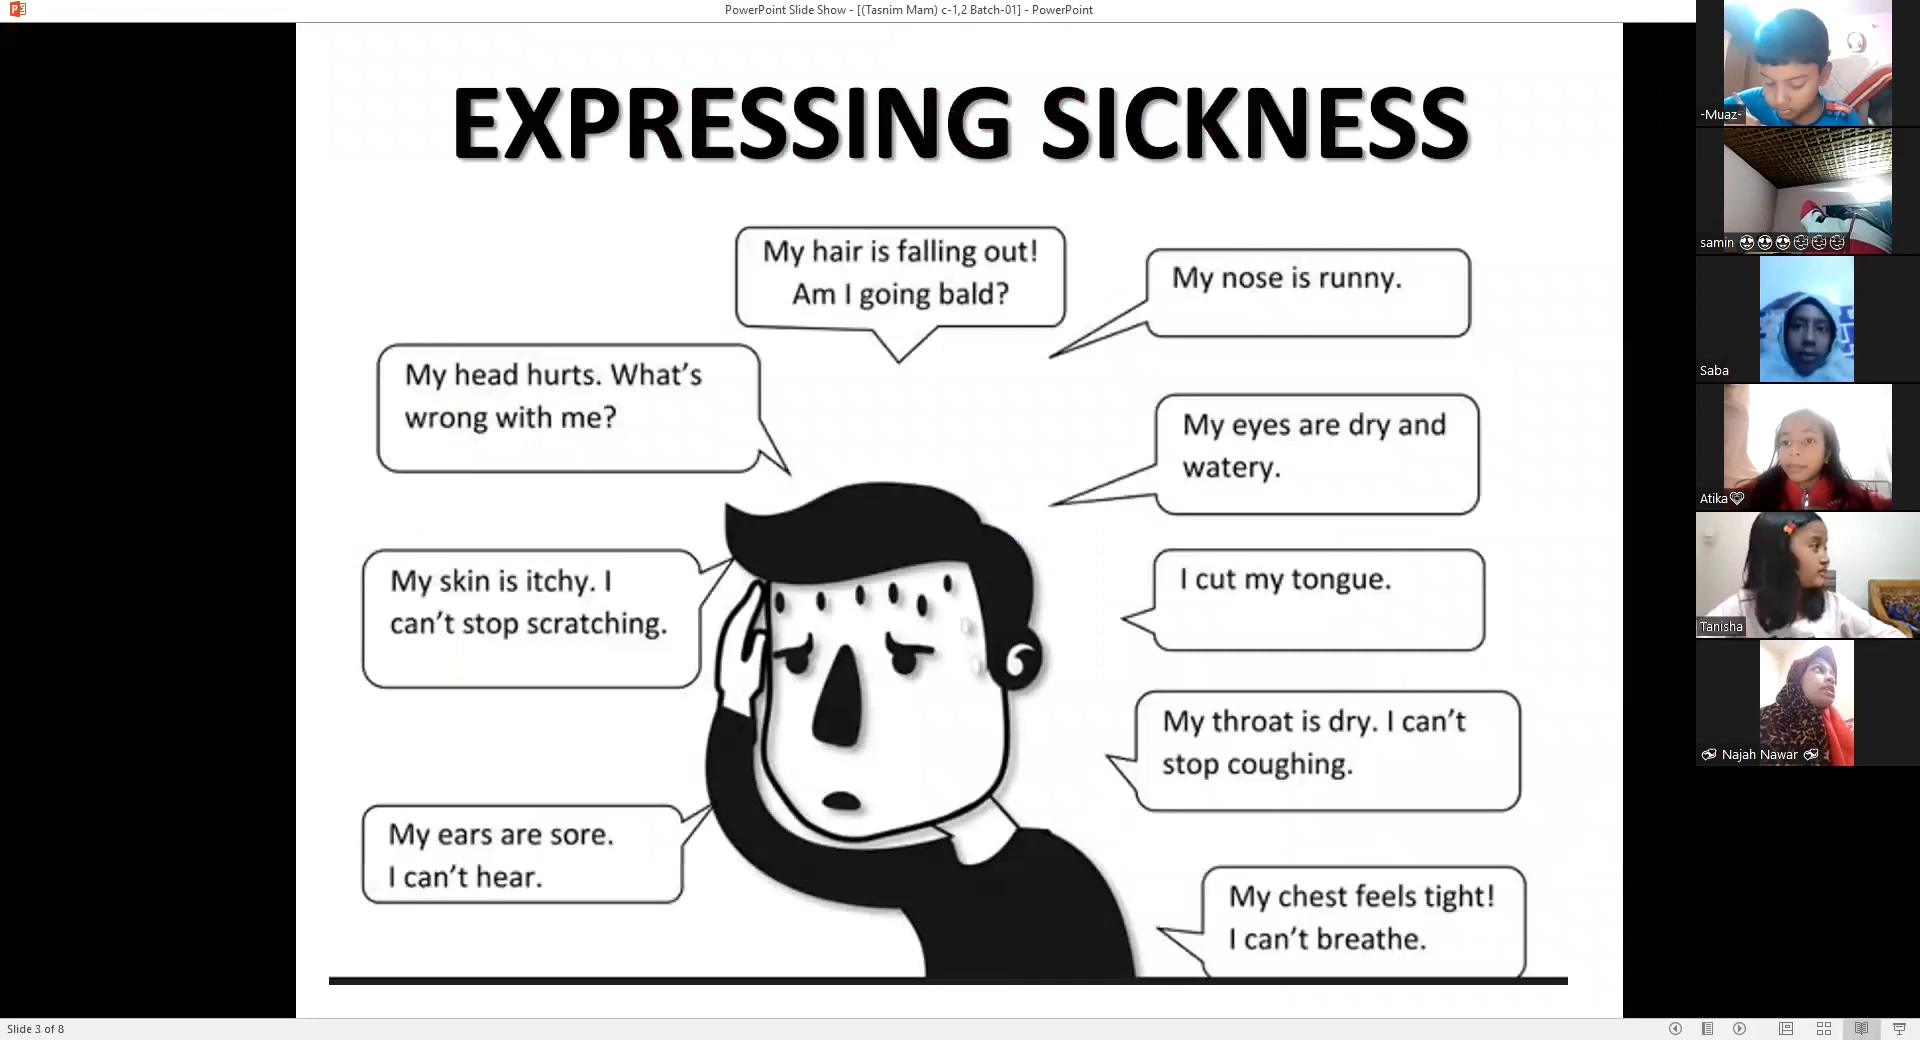 PowerPoint Slide Show - [(Tasnim Mam) c-1,2 Batch-01] - PowerPoint
EXPRESSING SICKNESS
My hair is falling out!
Am I going bald?
My nose is runny.
My head hurts. What's
wrong with me?
My eyes are dry and
watery.
My skin is itchy. I
can't stop scratching.
I cut my tongue.
My throat is dry. I can't
stop coughing.
My ears are sore.
I can't hear.
My chest feels tight!
I can't breathe.
-Muaz-
samin
Saba
Atika
Tanisha
Najah Nawar
Slide 3 of 8